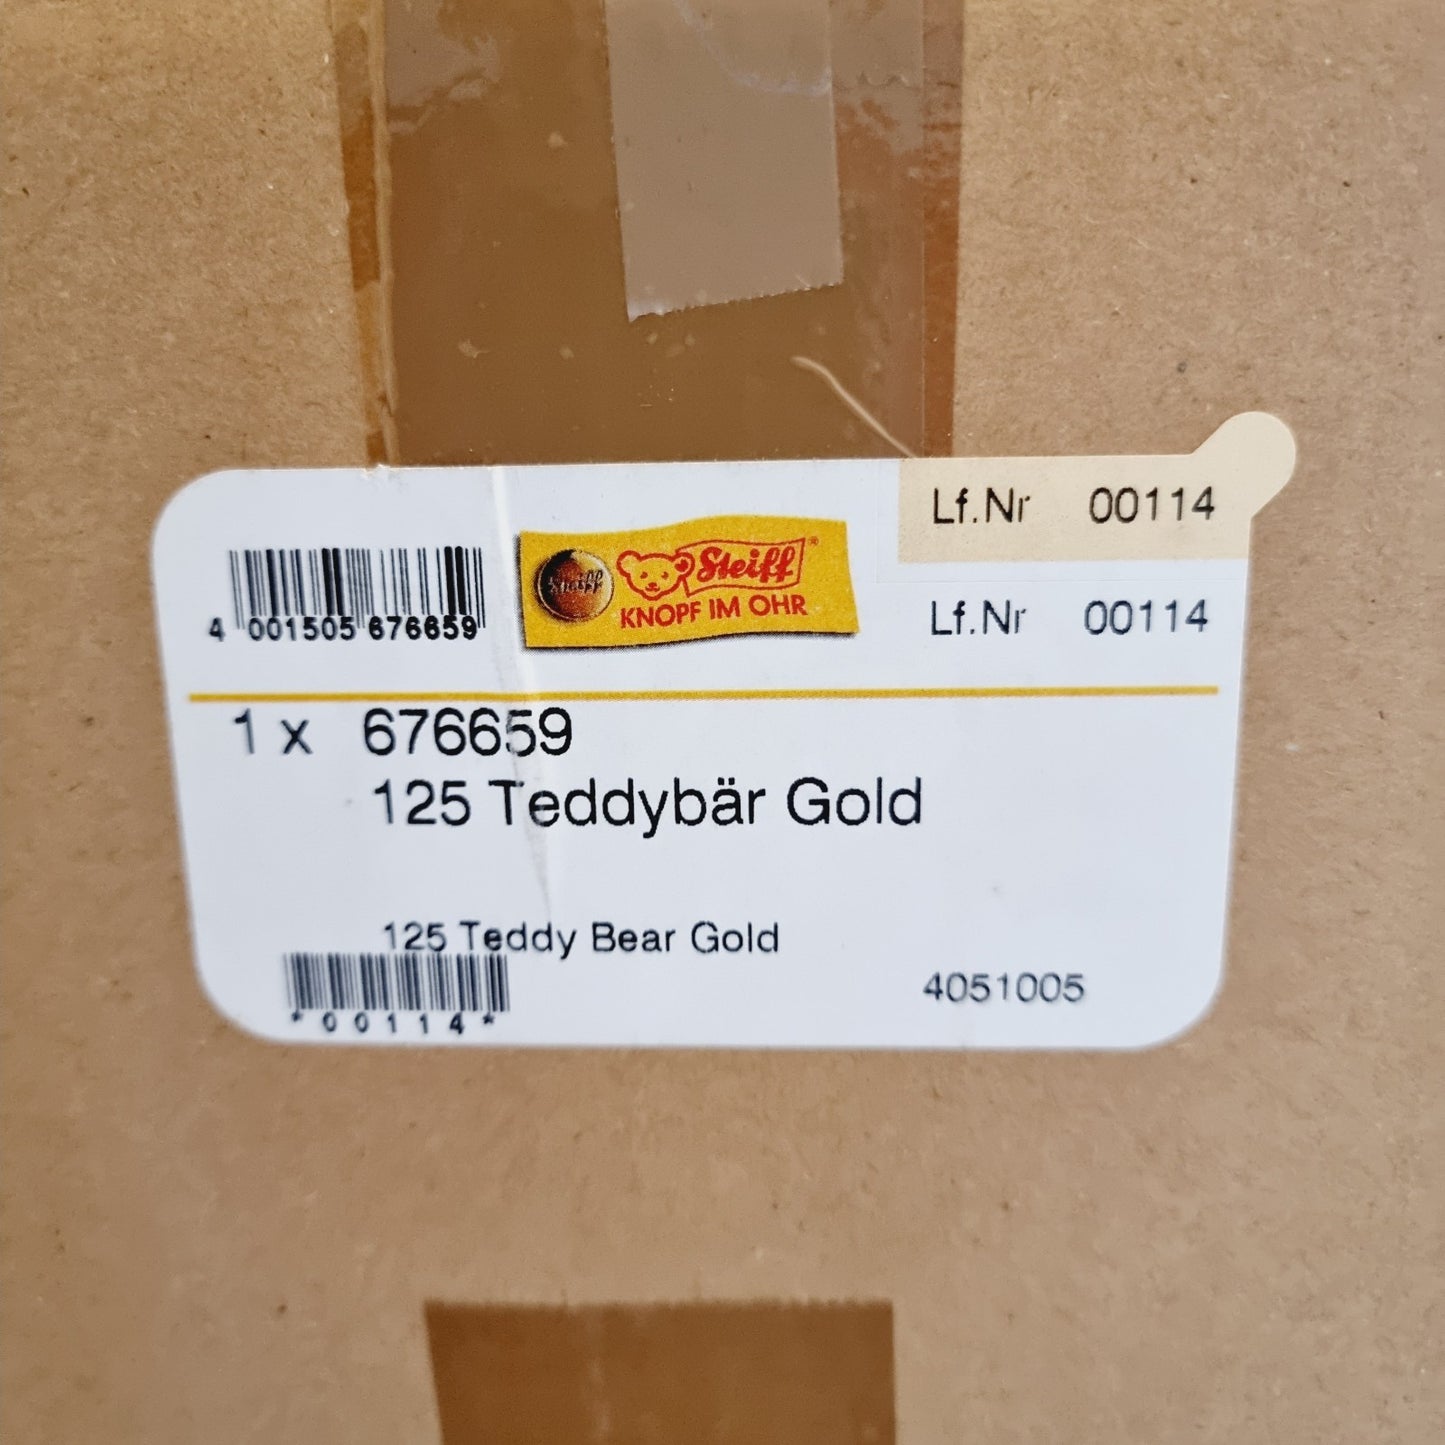 Lf.Nr 00114
4 001505 676659
Steiff
Steiff®
KNOPF IM OHR
Lf.Nr 00114
1 x 676659
125 Teddybär Gold
125 Teddy Bear Gold
*00114*
4051005